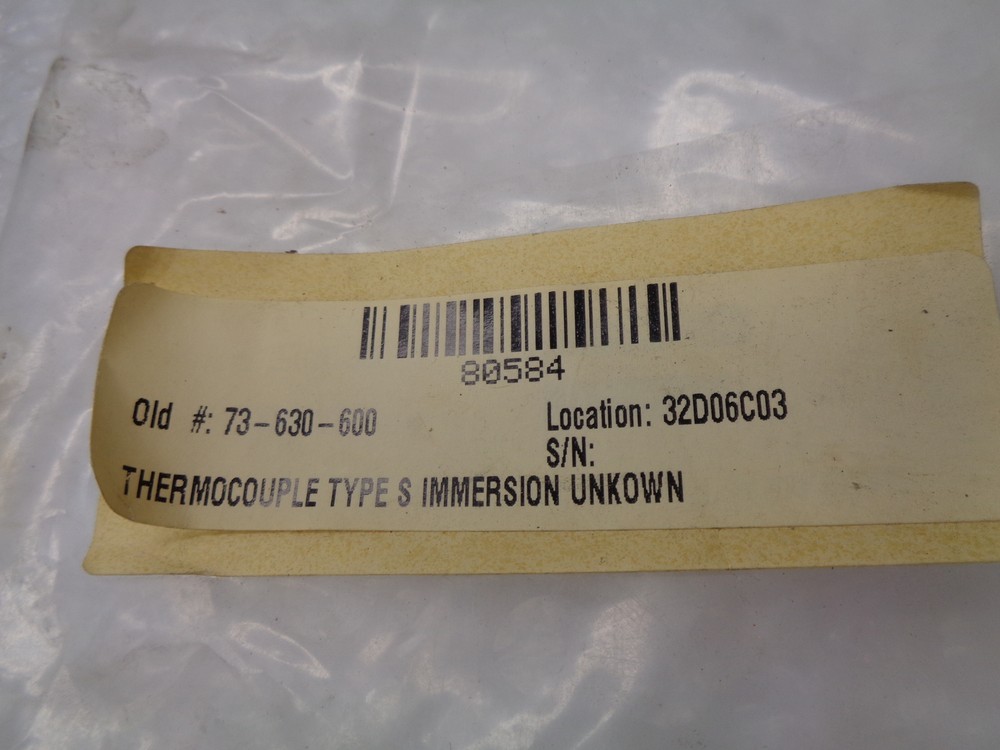 80584
Old #: 73-630-600
Location: 32D06C03
S/N:
THERMOCOUPLE TYPE S IMMERSION UNKOWN